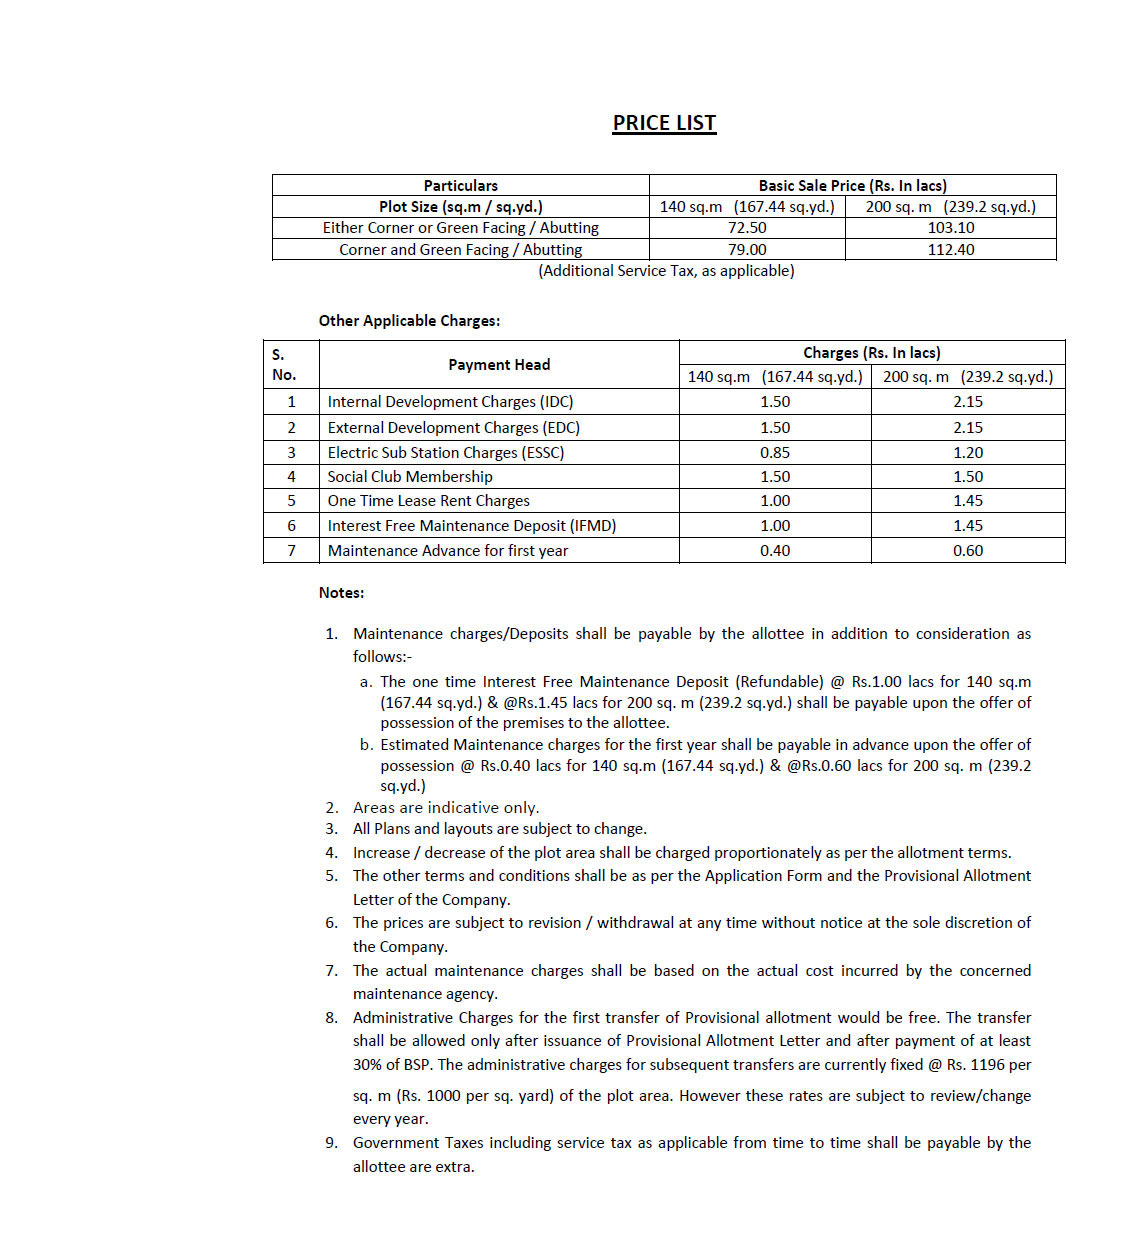 PRICE LIST
Particulars Basic Sale Price (Rs. In lacs)
Plot Size (sq.m / sq.yd.) 140 sq.m (167.44 sq.yd.) 200 sq. m (239.2 sq.yd.)
Either Corner or Green Facing / Abutting 72.50 103.10
Corner and Green Facing / Abutting 79.00 112.40
(Additional Service Tax, as applicable)
Other Applicable Charges:
S. No. Payment Head Charges (Rs. In lacs)
140 sq.m (167.44 sq.yd.) 200 sq. m (239.2 sq.yd.)
1 Internal Development Charges (IDC) 1.50 2.15
2 External Development Charges (EDC) 1.50 2.15
3 Electric Sub Station Charges (ESSC) 0.85 1.20
4 Social Club Membership 1.50 1.50
5 One Time Lease Rent Charges 1.00 1.45
6 Interest Free Maintenance Deposit (IFMD) 1.00 1.45
7 Maintenance Advance for first year 0.40 0.60
Notes:
1. Maintenance charges/Deposits shall be payable by the allottee in addition to consideration as
follows:-
a. The one time Interest Free Maintenance Deposit (Refundable) @ Rs.1.00 lacs for 140 sq.m
(167.44 sq.yd.) & @Rs.1.45 lacs for 200 sq. m (239.2 sq.yd.) shall be payable upon the offer of
possession of the premises to the allottee.
b. Estimated Maintenance charges for the first year shall be payable in advance upon the offer of
possession @ Rs.0.40 lacs for 140 sq.m (167.44 sq.yd.) & @Rs.0.60 lacs for 200 sq. m (239.2
sq.yd.)
2. Areas are indicative only.
3. All Plans and layouts are subject to change.
4. Increase / decrease of the plot area shall be charged proportionately as per the allotment terms.
5. The other terms and conditions shall be as per the Application Form and the Provisional Allotment
Letter of the Company.
6. The prices are subject to revision / withdrawal at any time without notice at the sole discretion of
the Company.
7. The actual maintenance charges shall be based on the actual cost incurred by the concerned
maintenance agency.
8. Administrative Charges for the first transfer of Provisional allotment would be free. The transfer
shall be allowed only after issuance of Provisional Allotment Letter and after payment of at least
30% of BSP. The administrative charges for subsequent transfers are currently fixed @ Rs. 1196 per
sq. m (Rs. 1000 per sq. yard) of the plot area. However these rates are subject to review/change
every year.
9. Government Taxes including service tax as applicable from time to time shall be payable by the
allottee are extra.